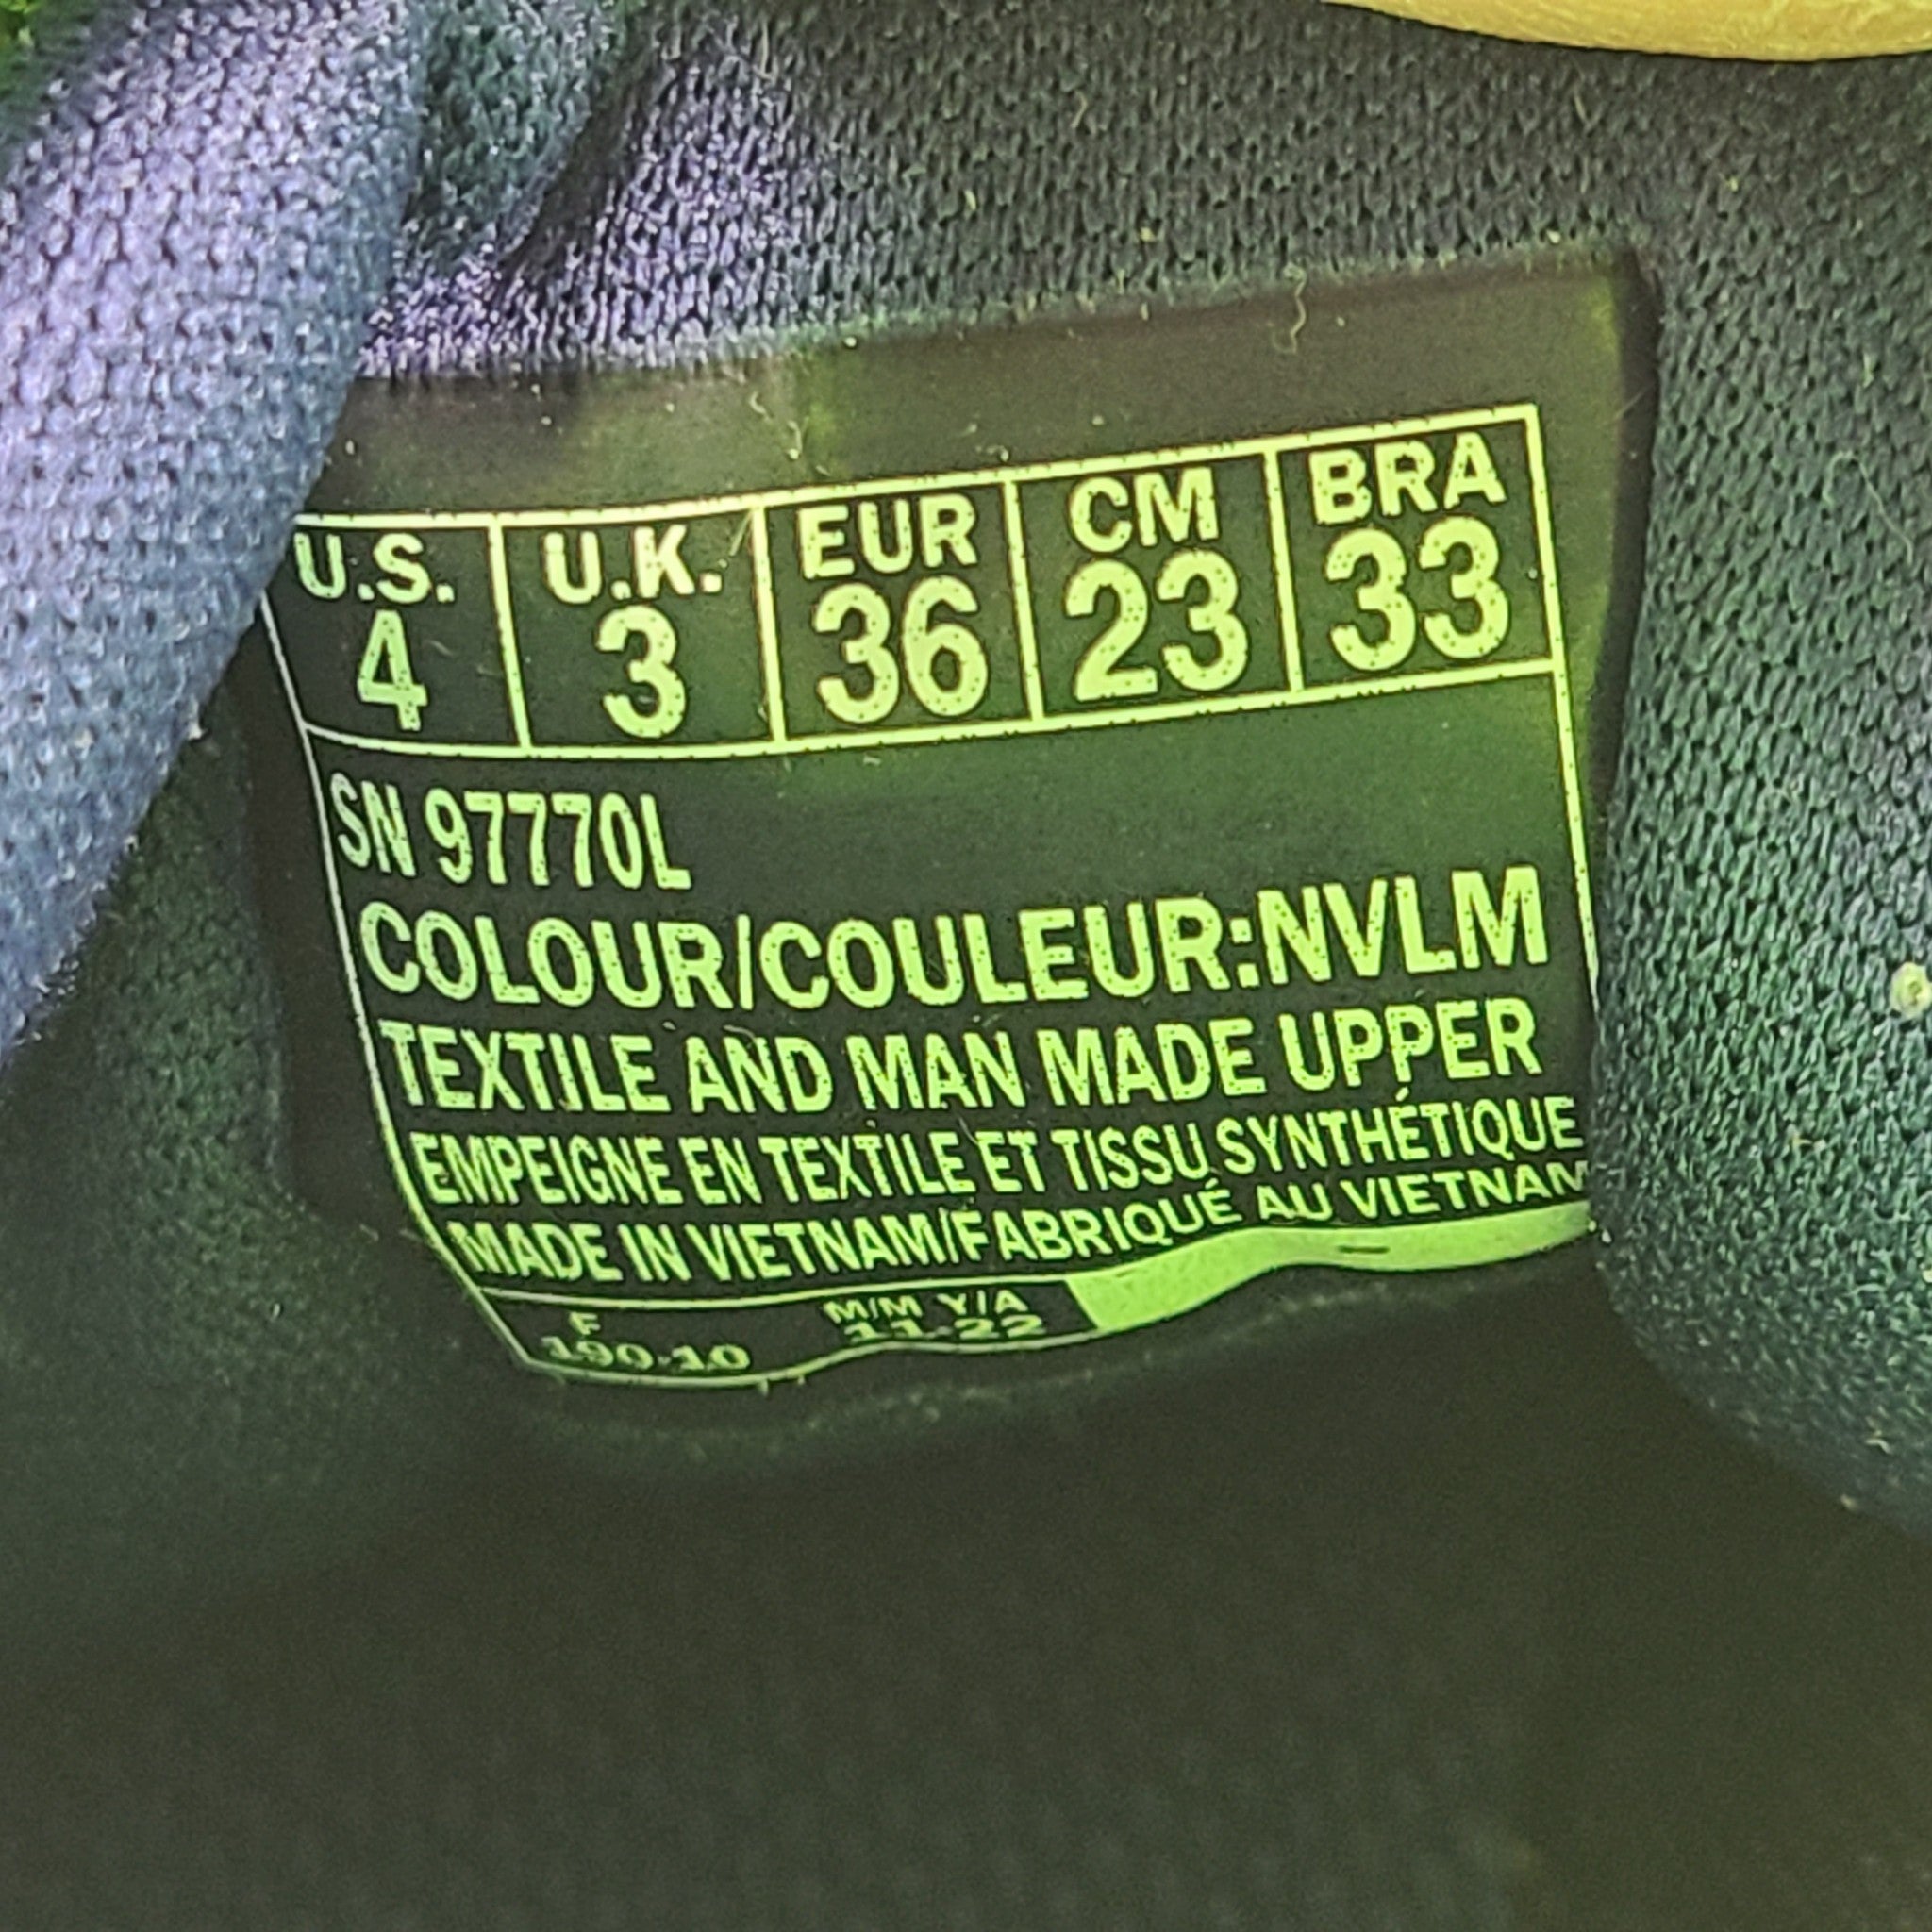 U.S. U.K. EUR CM BRA
4 3 36 23 33
SN 97770L
COLOUR/COULEUR:NVLM
TEXTILE AND MAN MADE UPPER
EMPEIGNE EN TEXTILE ET TISSU SYNTHÉTIQUE
MADE IN VIETNAM/FABRIQUÉ AU VIETNAM
F M/M Y/A
190-10 11-22